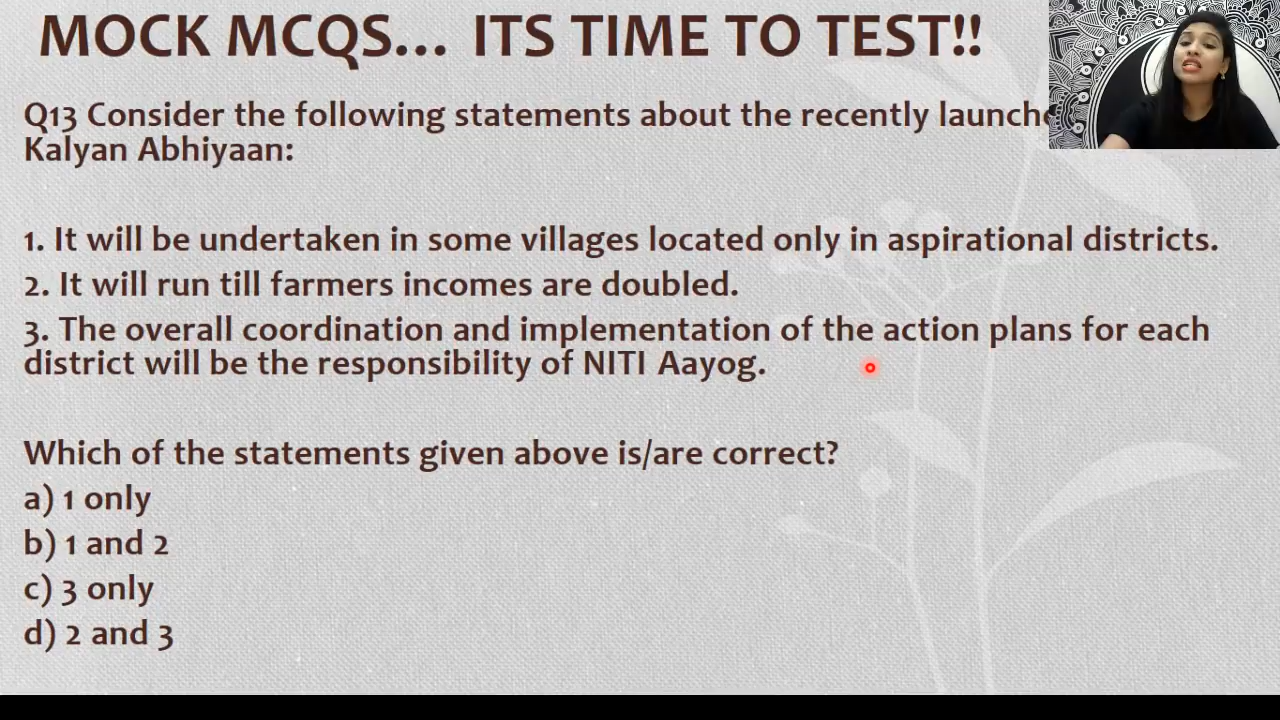 MOCK MCQS... ITS TIME TO TEST!!
Q13 Consider the following statements about the recently
Kalyan Abhiyaan:
1. It will be undertaken in some villages located only in aspirational districts.
2. It will run till farmers incomes are doubled.
3. The overall coordination and implementation of the action plans for each
district will be the responsibility of NITI Aayog.
Which of the statements given above is/are correct?
a) 1 only
b) 1 and 2
c) 3 only
d) 2 and 3